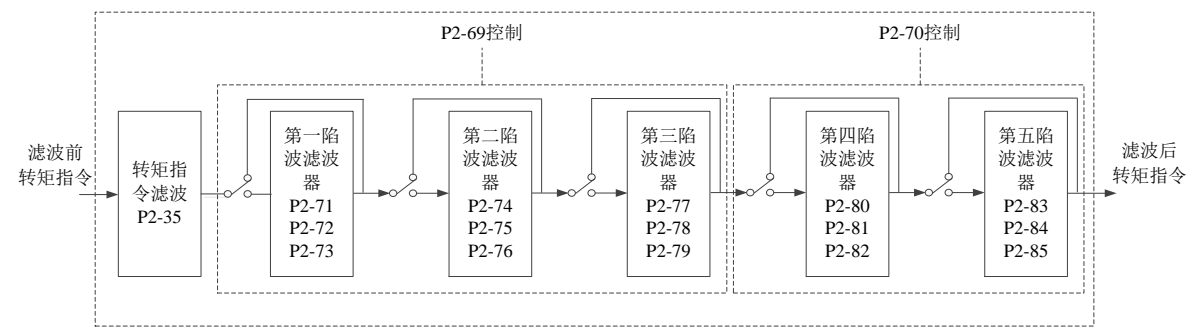 P2-69控制
P2-70控制
滤波前
转矩指令
转矩指
令滤波
P2-35
第一陷
波滤波
器
P2-71
P2-72
P2-73
第二陷
波滤波
器
P2-74
P2-75
P2-76
第三陷
波滤波
器
P2-77
P2-78
P2-79
第四陷
波滤波
器
P2-80
P2-81
P2-82
第五陷
波滤波
器
P2-83
P2-84
P2-85
滤波后
转矩指令